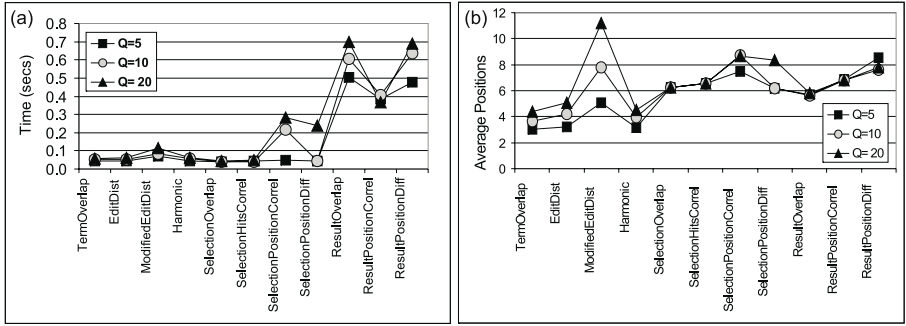 (a)
0.8
0.7
0.6
0.5
0.4
0.3
0.2
0.1
0.0
Time (secs)
Q=5
Q=10
Q= 20
TermOverlap
EditDist
ModifiedEditDist
Harmonic
SelectionOverlap
SelectionHitsCorrel
SelectionPositionCorrel
SelectionPositionDiff
ResultOverlap
ResultPositionCorrel
ResultPositionDiff
(b)
12
10
8
6
4
2
0
Average Positions
Q=5
Q=10
Q= 20
TermOverlap
EditDist
ModifiedEditDist
Harmonic
SelectionOverlap
SelectionHitsCorrel
SelectionPositionCorrel
SelectionPositionDiff
ResultOverlap
ResultPositionCorrel
ResultPositionDiff